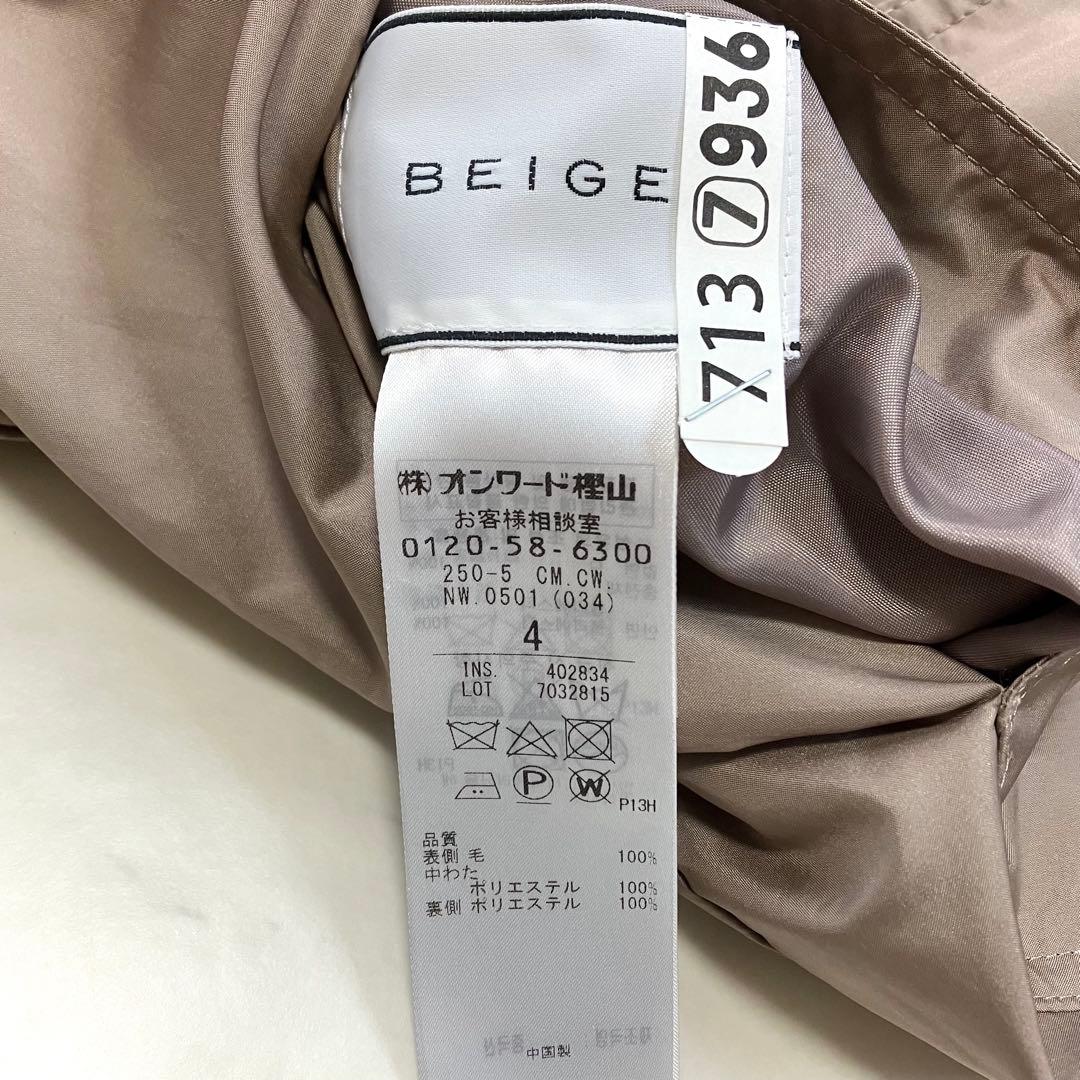 BEIGE
713⑦936
㈱オンワード樫山
お客様相談室
0120-58-6300
250-5 CM.CW.
NW.0501(034)
4
INS. 402834
LOT 7032815
P W P13H
品質
表側 毛 100%
中わた
ポリエステル 100%
裏側 ポリエステル 100%
中国製